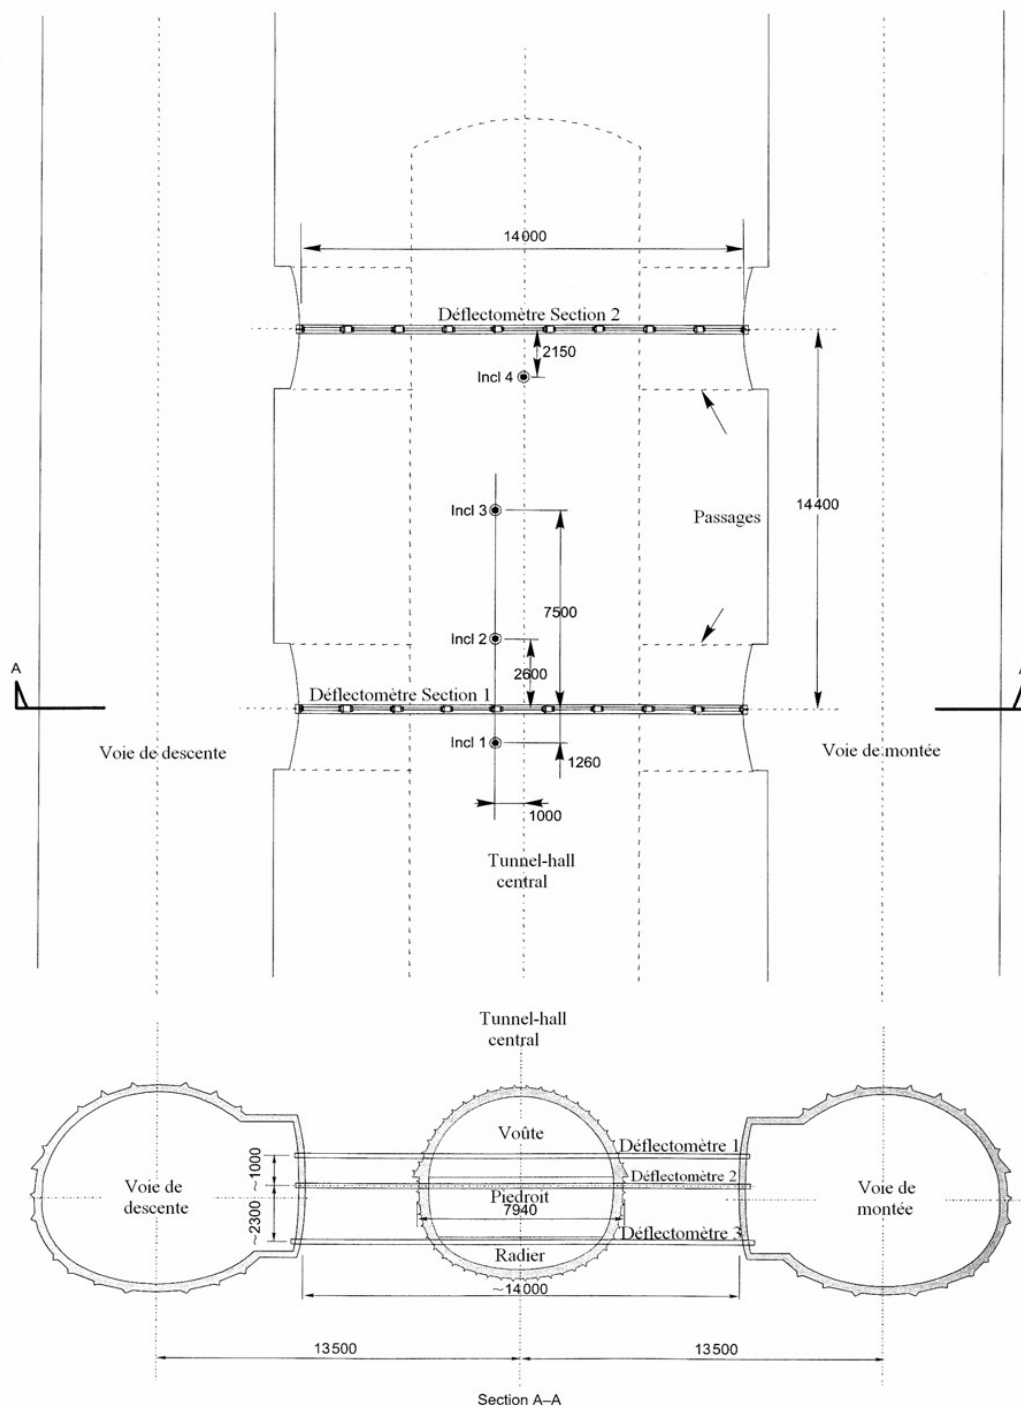 14000
Déflectomètre Section 2
2150
Incl 4
Incl 3
14400
Passages
7500
Incl 2
2600
A
A
Déflectomètre Section 1
Incl 1
Voie de descente
Voie de montée
1260
1000
Tunnel-hall
central
Tunnel-hall
central
Voûte
Déflectomètre 1
~1000
Déflectomètre 2
Voie de
descente
Piedroit
7940
Voie de
montée
~2300
Déflectomètre 3
Radier
~14000
13500
13500
Section A–A